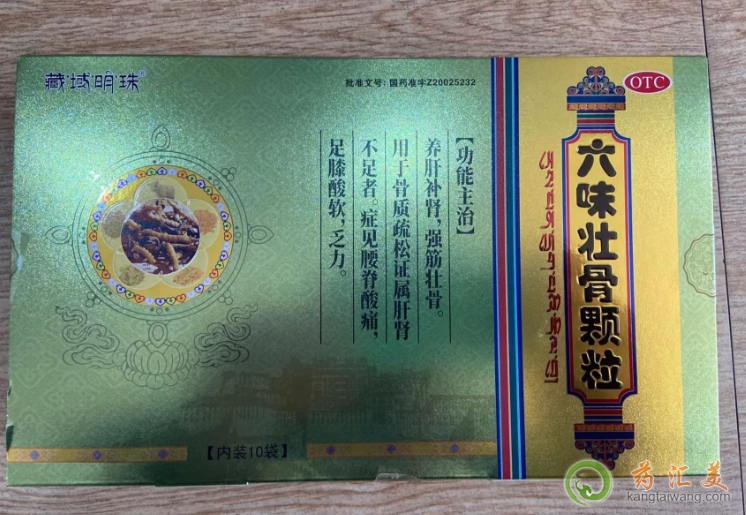 藏域明珠®
批准文号：国药准字Z20025232
OTC
六味壮骨颗粒
【功能主治】
养肝补肾，强筋壮骨。
用于骨质疏松证属肝肾
不足者。症见腰脊酸痛，
足膝酸软，乏力。
【内装10袋】
药汇美
kangtaiwang.com